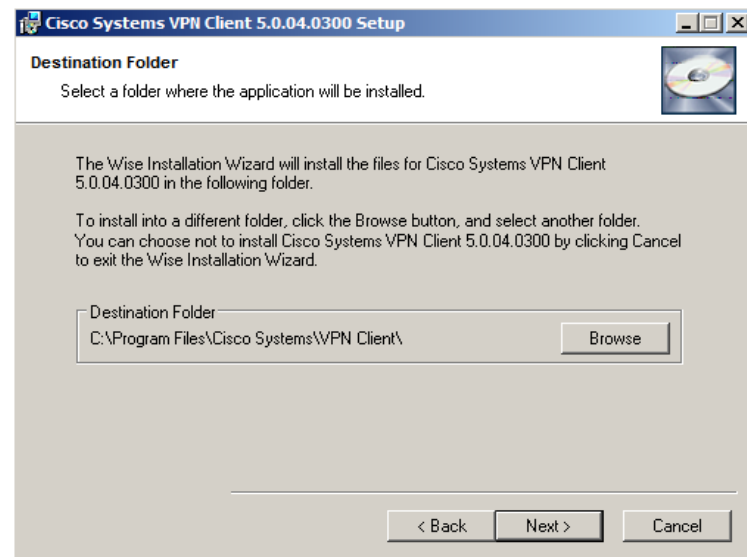 Cisco Systems VPN Client 5.0.04.0300 Setup
Destination Folder
Select a folder where the application will be installed.
The Wise Installation Wizard will install the files for Cisco Systems VPN Client
5.0.04.0300 in the following folder.
To install into a different folder, click the Browse button, and select another folder.
You can choose not to install Cisco Systems VPN Client 5.0.04.0300 by clicking Cancel
to exit the Wise Installation Wizard.
Destination Folder
C:\Program Files\Cisco Systems\VPN Client\
Browse
< Back
Next >
Cancel